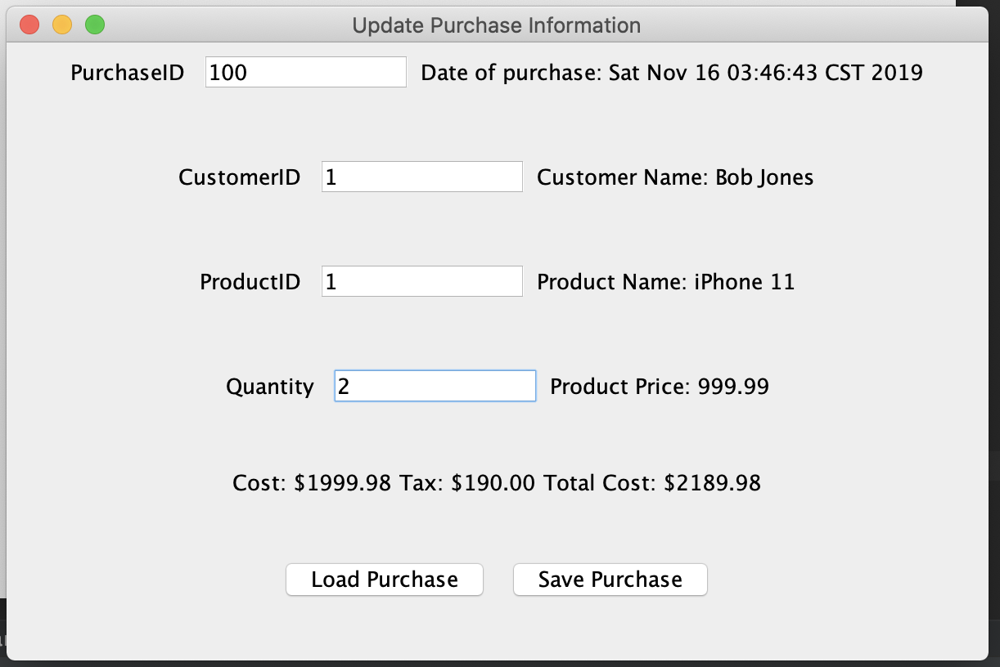 Update Purchase Information
PurchaseID 100 Date of purchase: Sat Nov 16 03:46:43 CST 2019
CustomerID 1 Customer Name: Bob Jones
ProductID 1 Product Name: iPhone 11
Quantity 2 Product Price: 999.99
Cost: $1999.98 Tax: $190.00 Total Cost: $2189.98
Load Purchase Save Purchase